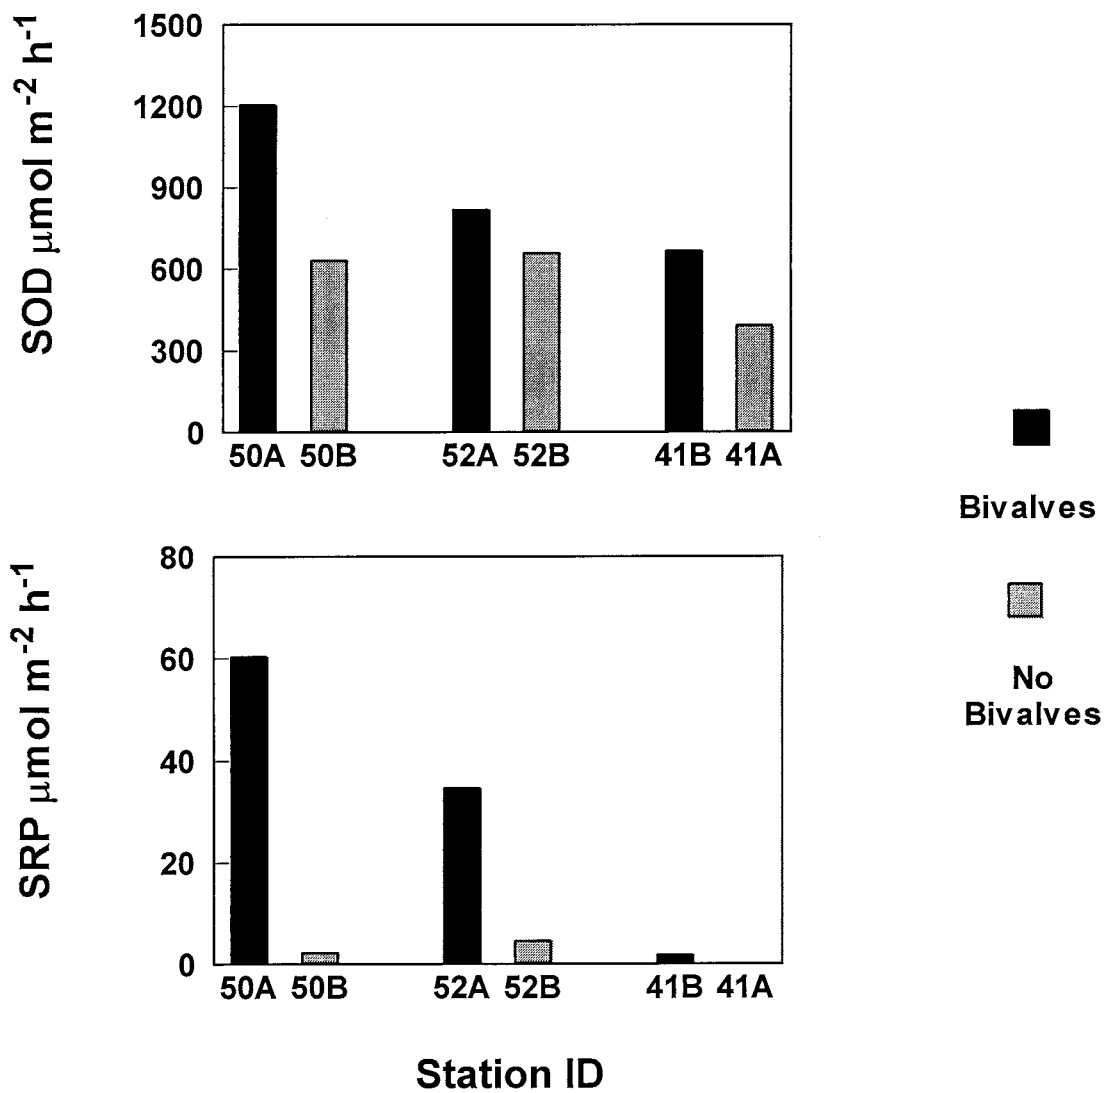 SOD μmol m-2 h-1
1500
1200
900
600
300
0
50A 50B 52A 52B 41B 41A
Bivalves
No
Bivalves
SRP μmol m-2 h-1
80
60
40
20
0
50A 50B 52A 52B 41B 41A
Station ID